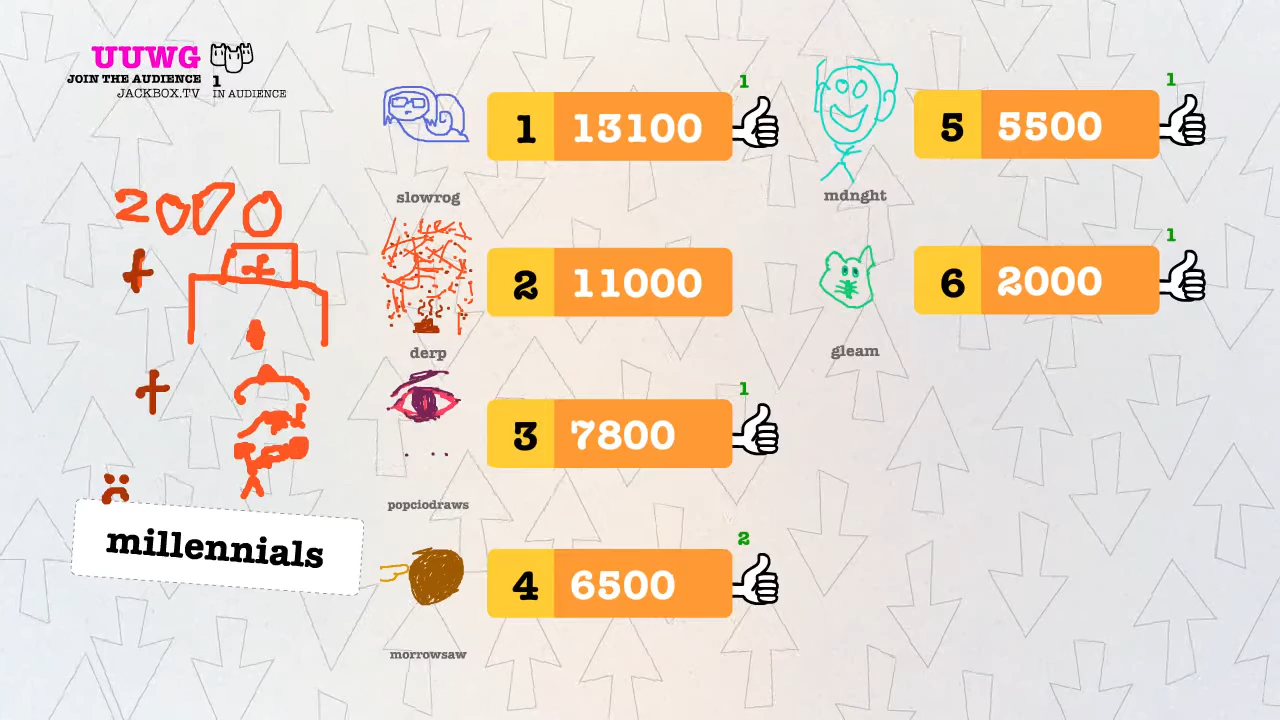 UUWG
JOIN THE AUDIENCE
JACKBOX.TV
1
IN AUDIENCE
2000
millennials
1
13100
1
slowrog
2
11000
derp
3
7800
1
popciodraws
4
6500
2
morrowsaw
5
5500
1
mdnght
6
2000
1
gleam